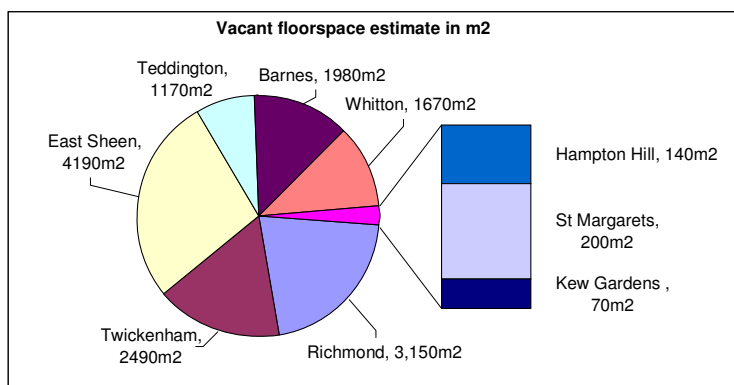 Vacant floorspace estimate in m2
Teddington,
1170m2
Barnes, 1980m2
Whitton, 1670m2
East Sheen,
4190m2
Hampton Hill, 140m2
St Margarets,
200m2
Kew Gardens ,
70m2
Twickenham,
2490m2
Richmond, 3,150m2